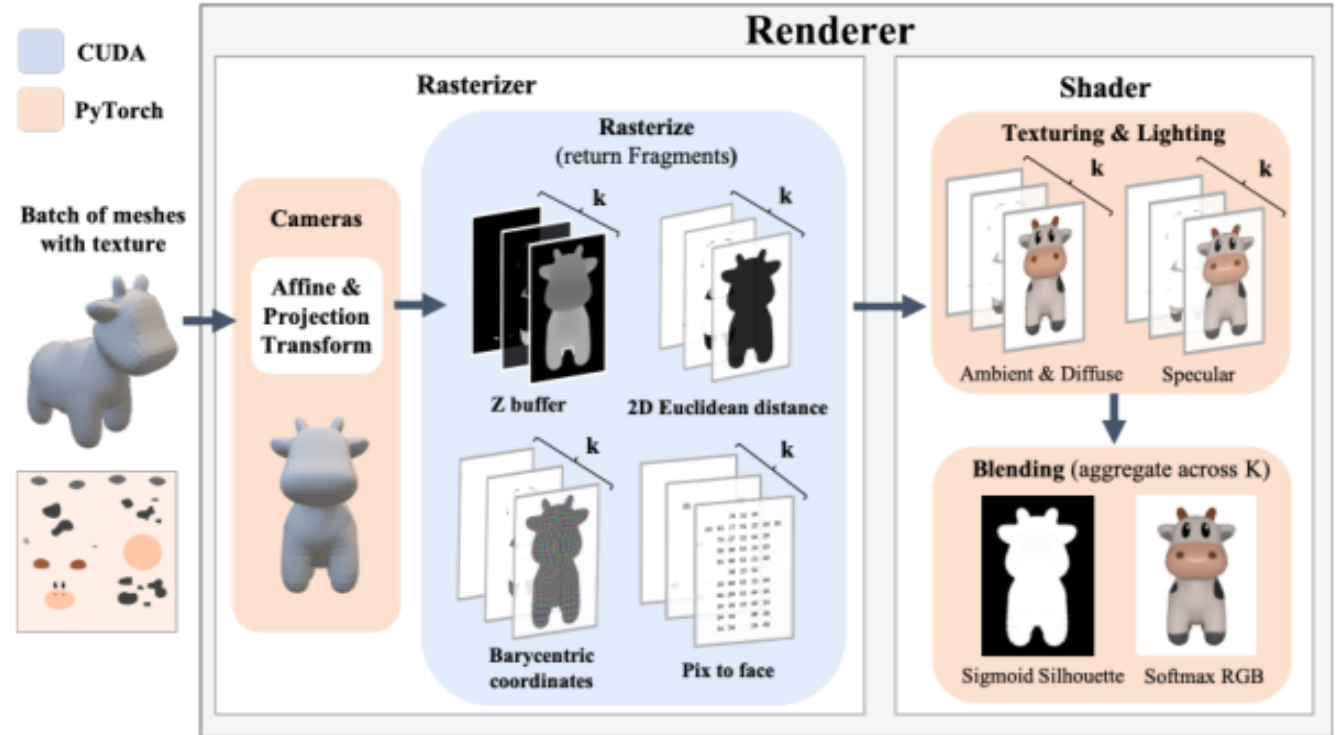 Renderer
CUDA
PyTorch
Batch of meshes
with texture
Rasterizer
Cameras
Affine &
Projection
Transform
Rasterize
(return Fragments)
k
Z buffer
k
2D Euclidean distance
k
Barycentric
coordinates
k
Pix to face
Shader
Texturing & Lighting
k
Ambient & Diffuse
k
Specular
Blending (aggregate across K)
Sigmoid Silhouette
Softmax RGB